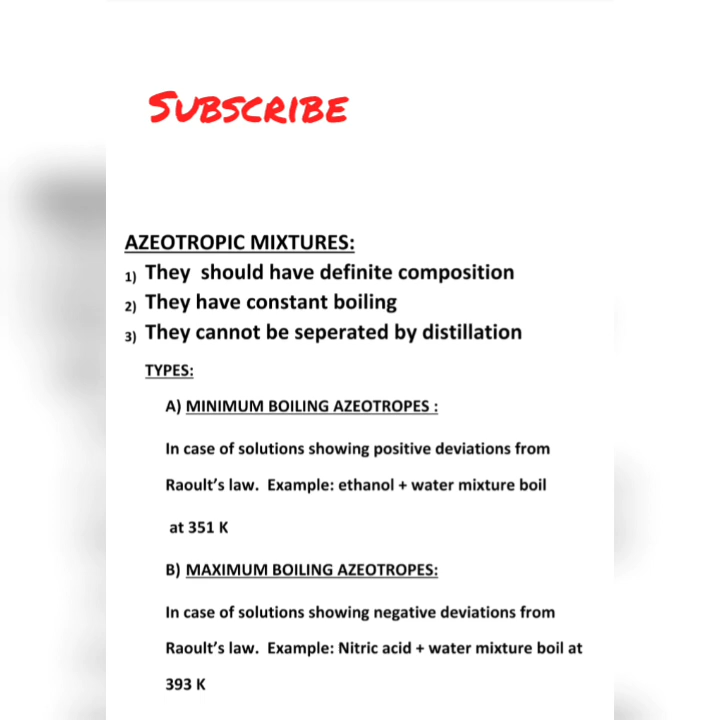 SUBSCRIBE
AZEOTROPIC MIXTURES:
1) They should have definite composition
2) They have constant boiling
3) They cannot be seperated by distillation
TYPES:
A) MINIMUM BOILING AZEOTROPES :
In case of solutions showing positive deviations from
Raoult’s law. Example: ethanol + water mixture boil
at 351 K
B) MAXIMUM BOILING AZEOTROPES:
In case of solutions showing negative deviations from
Raoult’s law. Example: Nitric acid + water mixture boil at
393 K